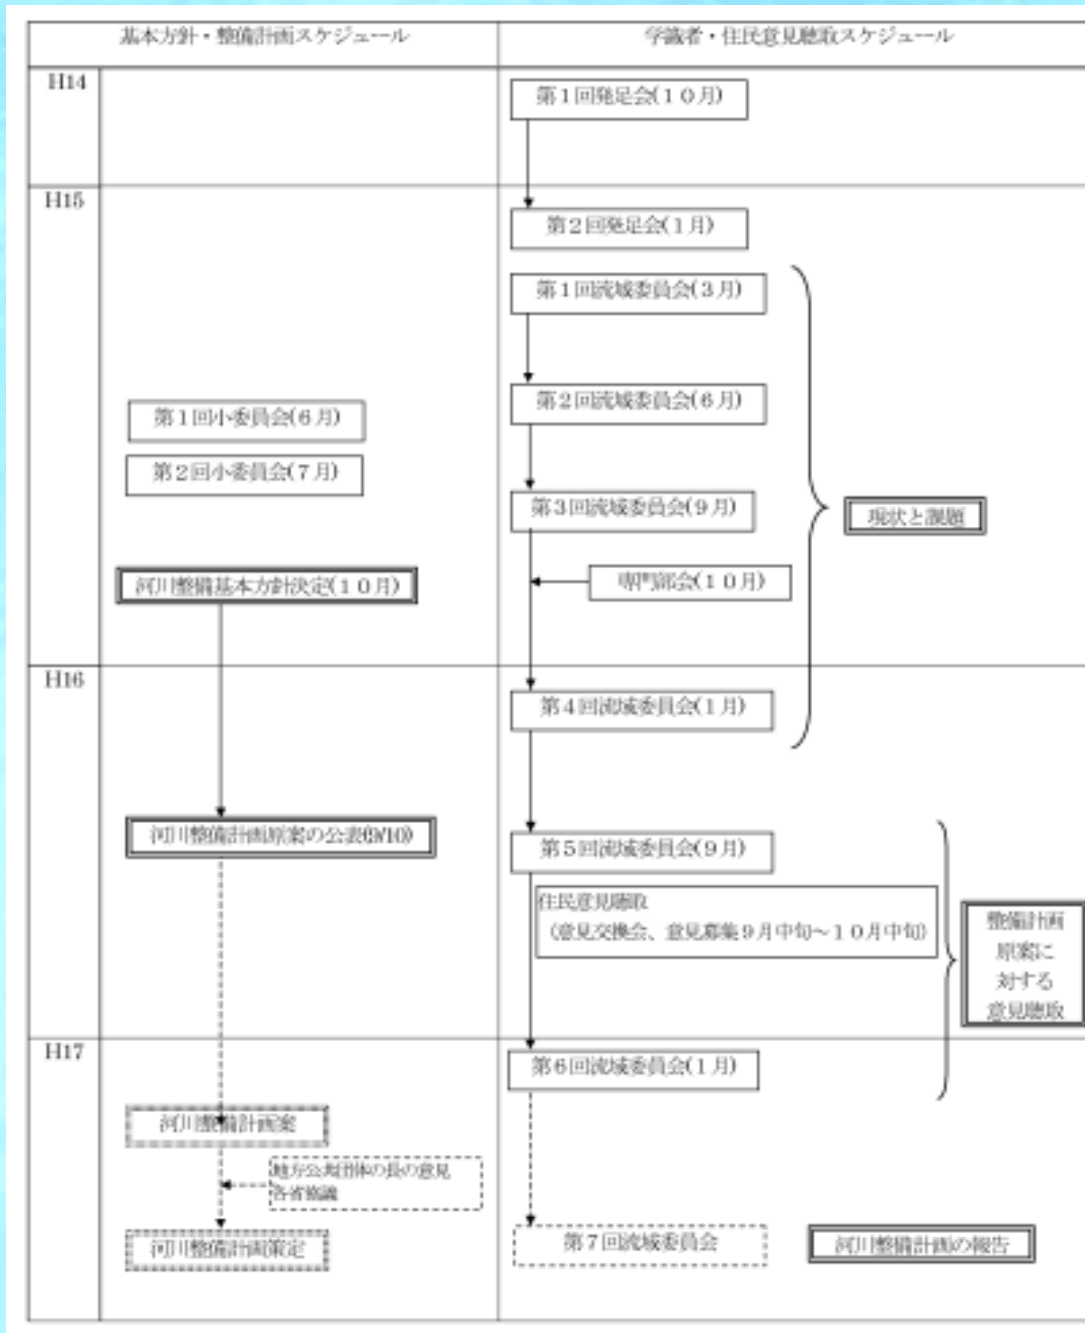 基本方針・整備計画スケジュール
学識者・住民意見聴取スケジュール
H14
第１回発足会(１０月)
H15
第２回発足会(１月)
第１回流域委員会(３月)
第２回流域委員会(６月)
第１回小委員会(６月)
第２回小委員会(７月)
第３回流域委員会(９月)
現状と課題
河川整備基本方針決定(１０月)
専門部会(１０月)
H16
第４回流域委員会(１月)
河川整備計画原案の公表(9/10)
第５回流域委員会(９月)
住民意見聴取
(意見交換会、意見募集９月中旬～１０月中旬)
整備計画
原案に
対する
意見聴取
H17
第６回流域委員会(１月)
河川整備計画案
地方公共団体の長の意見
各省協議
河川整備計画策定
第７回流域委員会
河川整備計画の報告